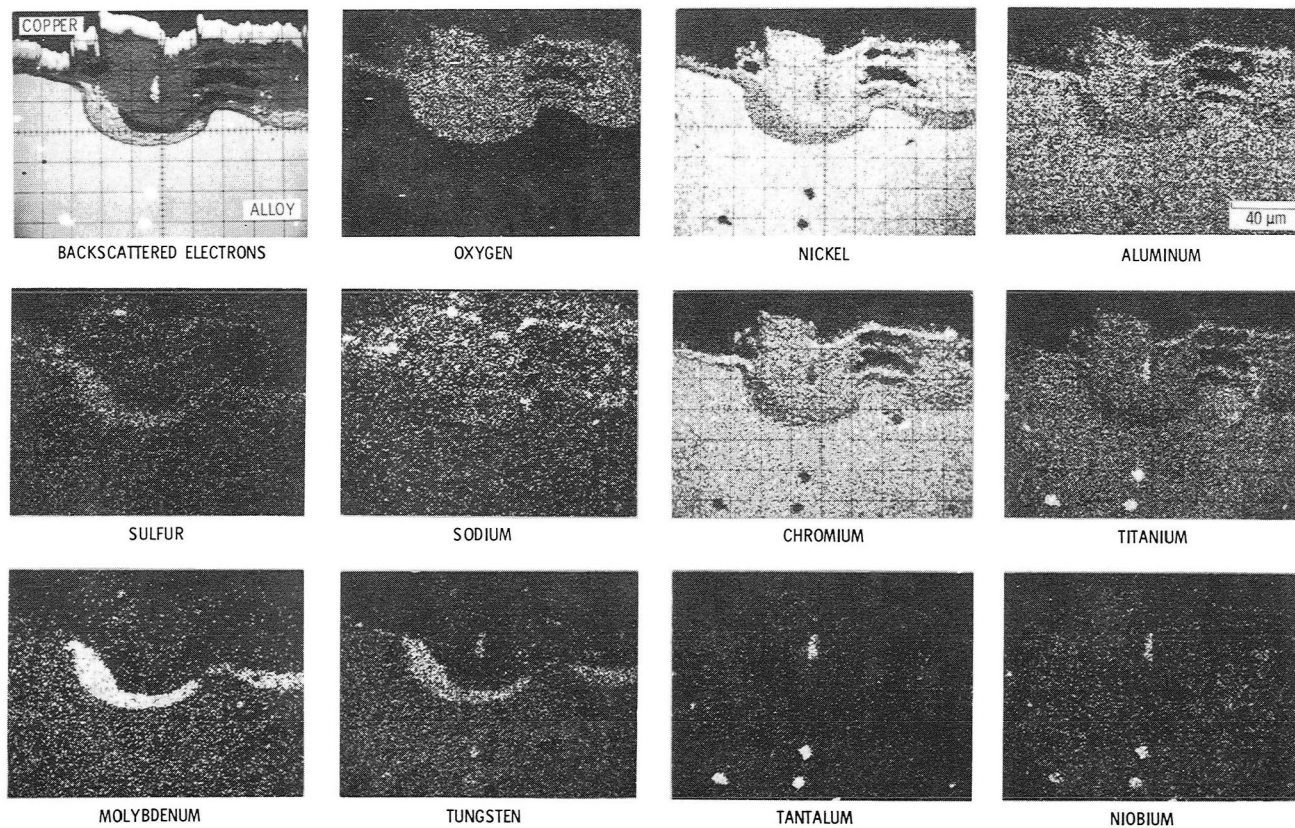 COPPER
ALLOY
40 µm
BACKSCATTERED ELECTRONS
OXYGEN
NICKEL
ALUMINUM
SULFUR
SODIUM
CHROMIUM
TITANIUM
MOLYBDENUM
TUNGSTEN
TANTALUM
NIOBIUM